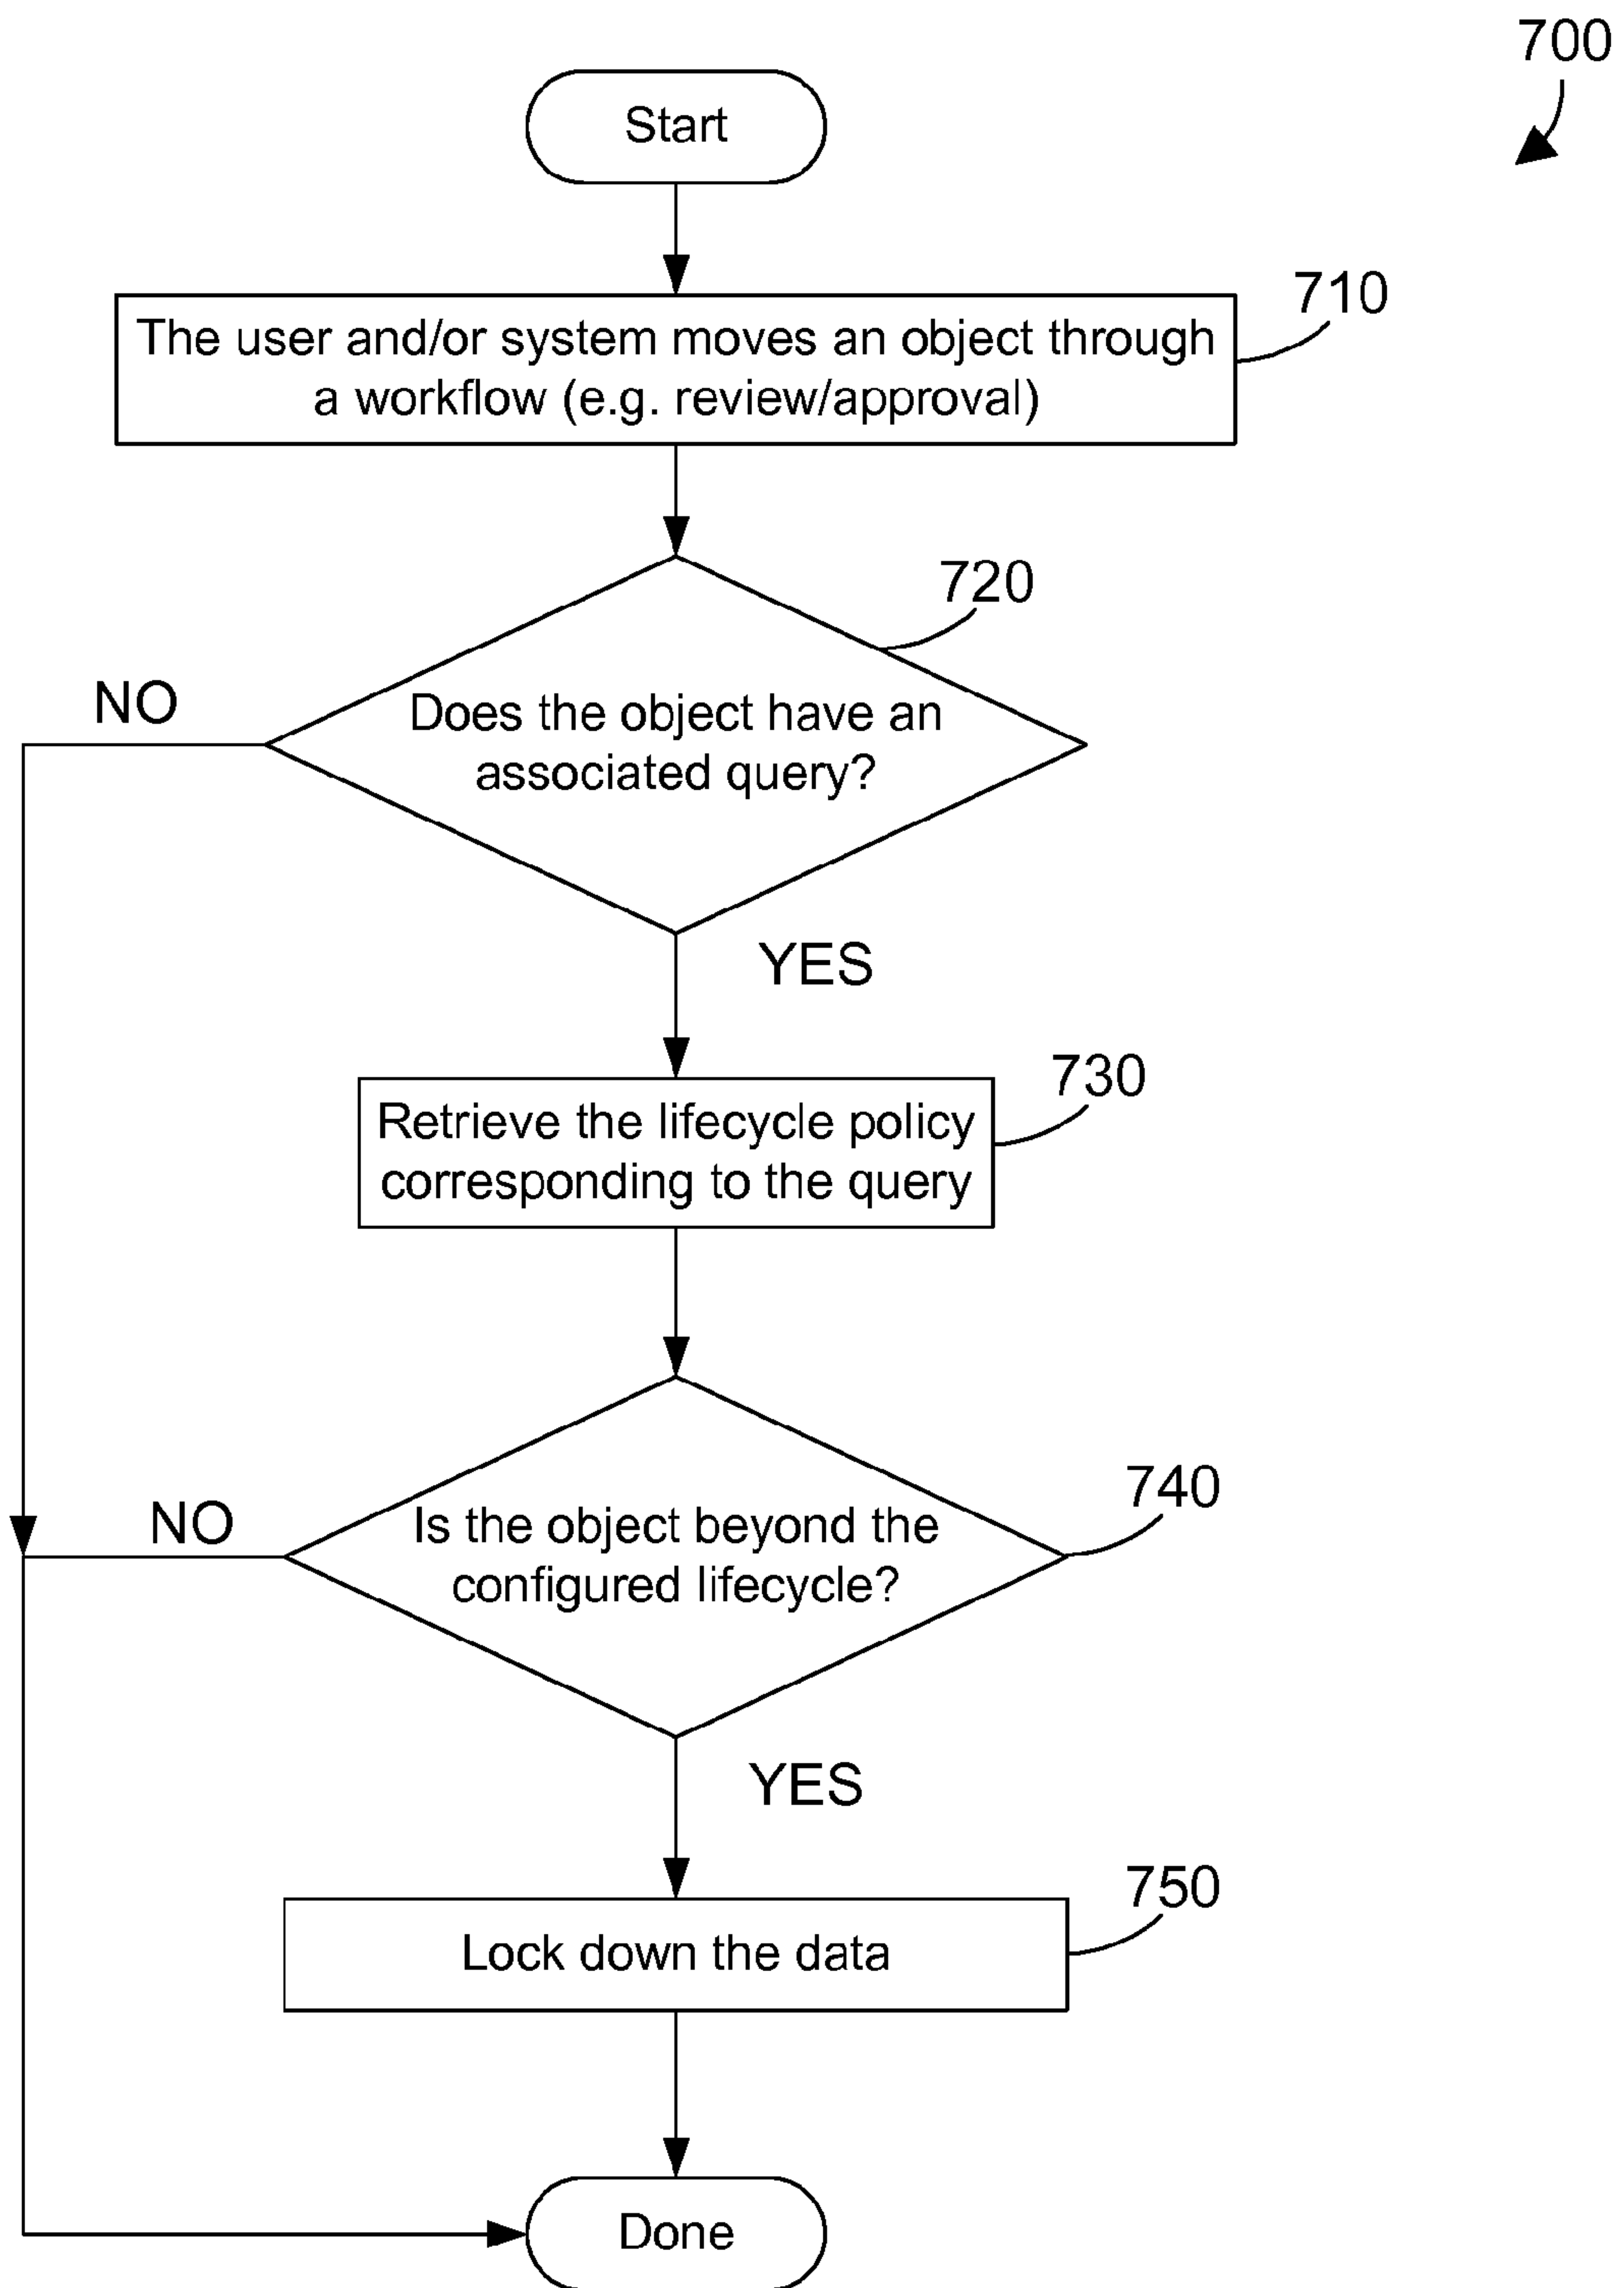 700
Start
710
The user and/or system moves an object through
a workflow (e.g. review/approval)
720
NO
Does the object have an
associated query?
YES
730
Retrieve the lifecycle policy
corresponding to the query
740
NO
Is the object beyond the
configured lifecycle?
YES
750
Lock down the data
Done